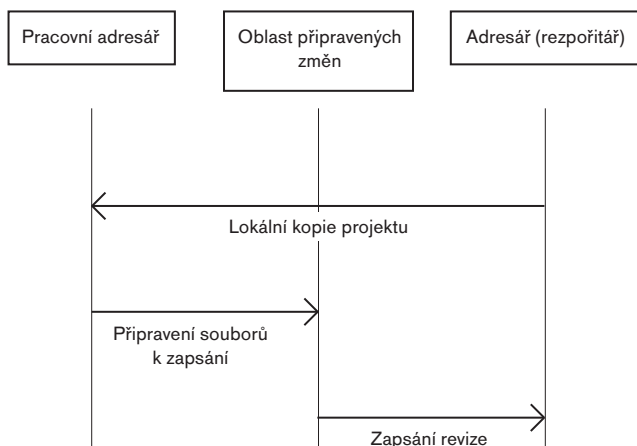 Pracovní adresář
Oblast připravených
změn
Adresář (rezpořitář)
Lokální kopie projektu
Připravení souborů
k zapsání
Zapsání revize